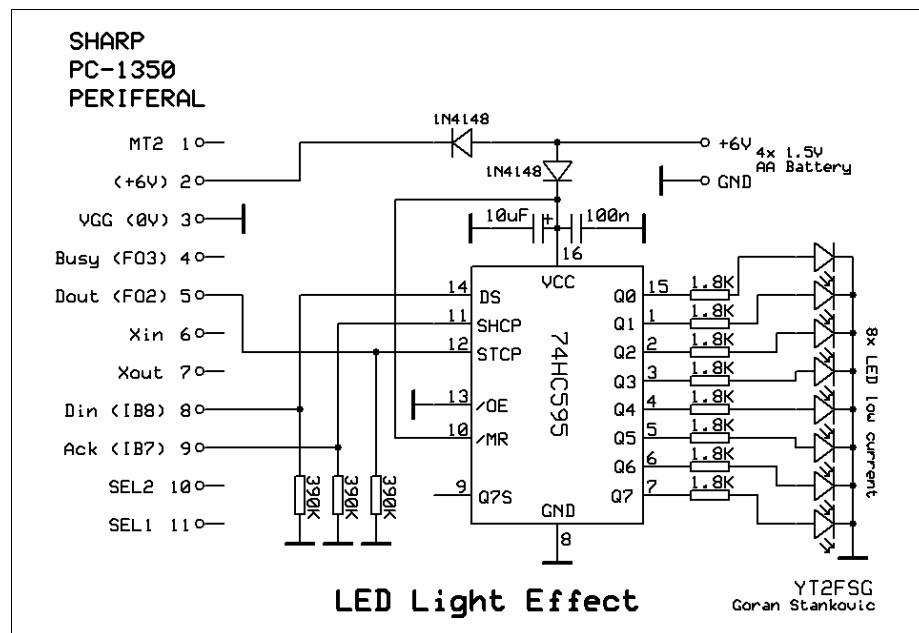 SHARP
PC-1350
PERIFERAL
MT2 1
(+6V) 2
VGG (0V) 3
Busy (FO3) 4
Dout (FO2) 5
Xin 6
Xout 7
Din (IB8) 8
Ack (IB7) 9
SEL2 10
SEL1 11
1N4148
1N4148
+6V
4x 1.5V
AA Battery
GND
10uF
+
100n
16
VCC
14 DS
11 SHCP
12 STCP
13 /OE
10 /MR
9 Q7S
74HC595
GND
8
Q0 15 1.8K
Q1 1 1.8K
Q2 2 1.8K
Q3 3 1.8K
Q4 4 1.8K
Q5 5 1.8K
Q6 6 1.8K
Q7 7 1.8K
8x LED low current
390K
390K
390K
LED Light Effect
YT2FSG
Goran Stankovic